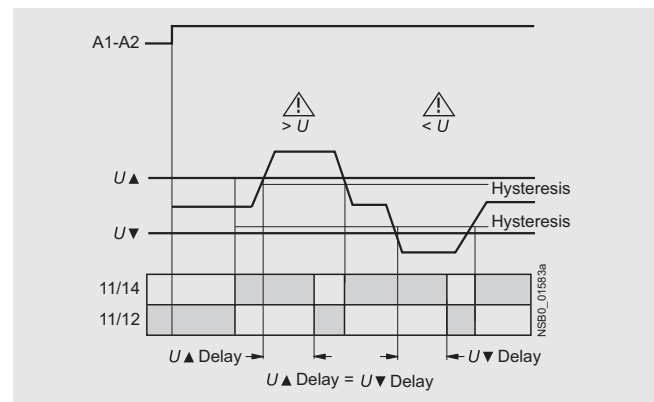 A1-A2
> U
< U
U▲
Hysteresis
Hysteresis
U▼
11/14
11/12
NSB0_01583a
U▲ Delay
U▼ Delay
U▲ Delay = U▼ Delay